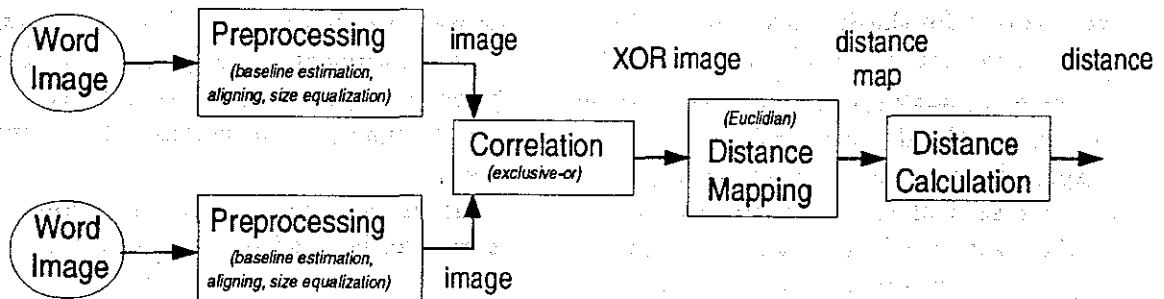 Word
Image
Preprocessing
(baseline estimation,
aligning, size equalization)
image
Word
Image
Preprocessing
(baseline estimation,
aligning, size equalization)
image
Correlation
(exclusive-or)
XOR image
(Euclidian)
Distance
Mapping
distance
map
Distance
Calculation
distance